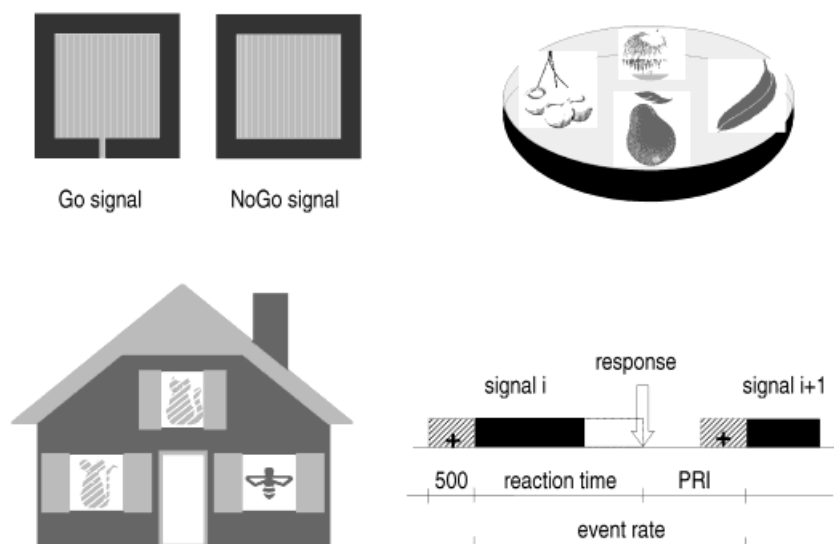 Go signal
NoGo signal
response
signal i
signal i+1
+
+
500
reaction time
PRI
event rate